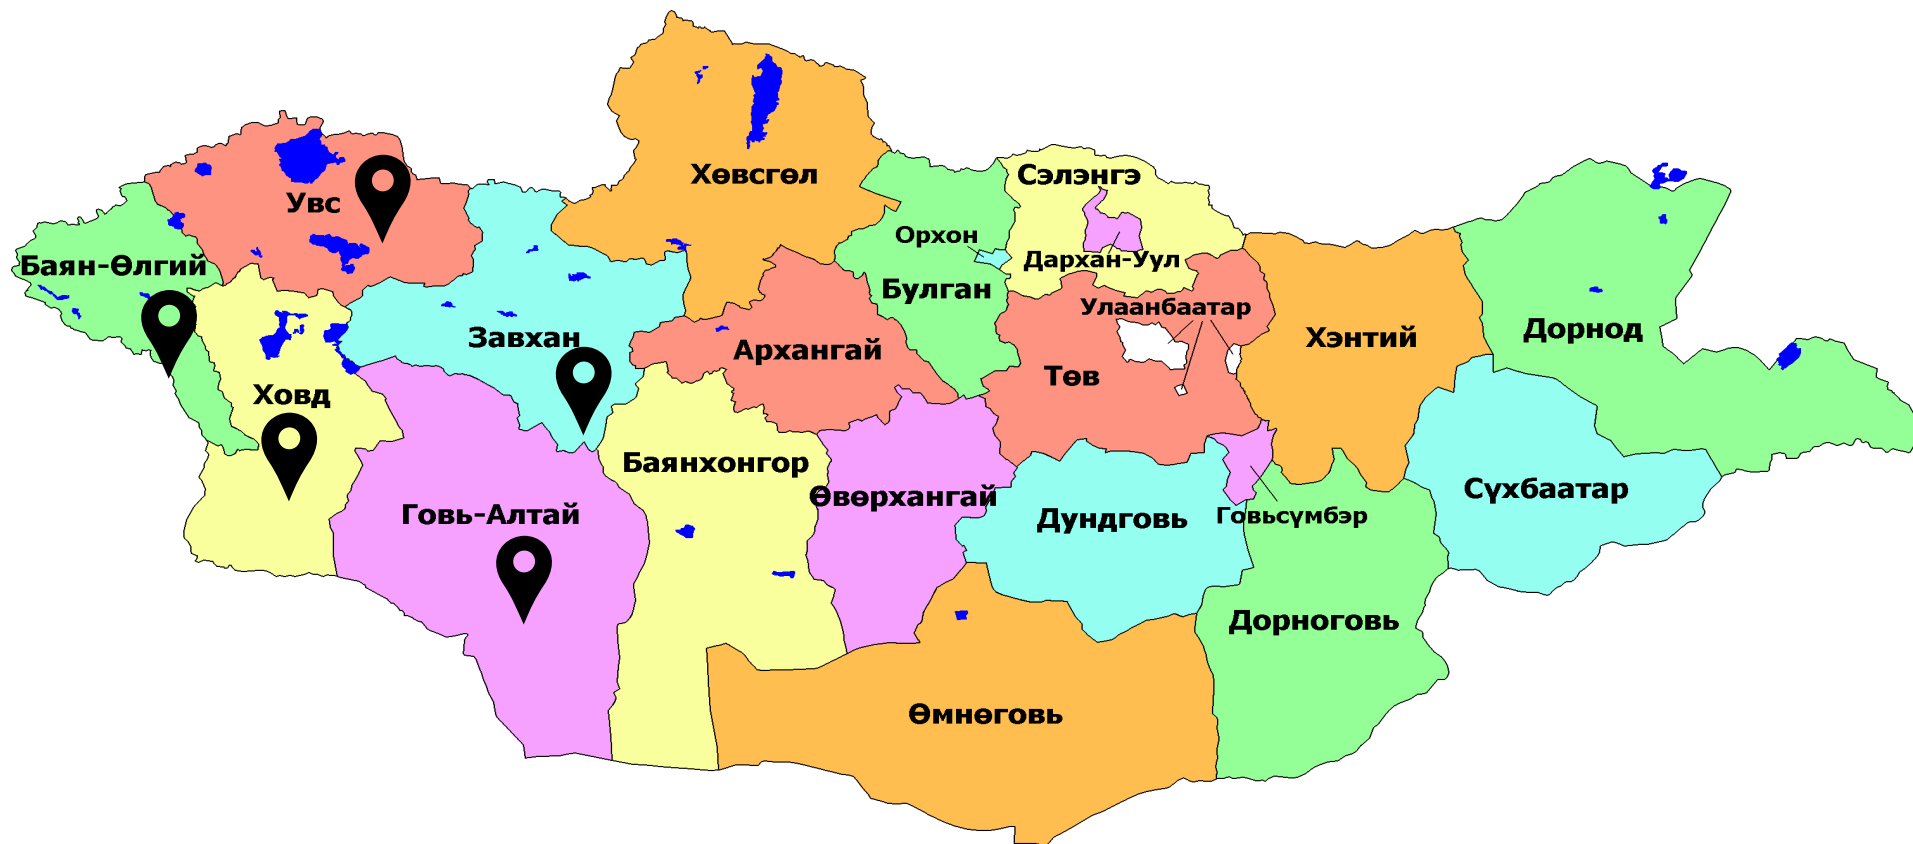 Хөвсгөл
Сэлэнгэ
Увс
Орхон
Дархан-Уул
Баян-Өлгий
Булган
Улаанбаатар
Завхан
Архангай
Хэнтий
Дорнод
Төв
Ховд
Баянхонгор
Өвөрхангай
Сүхбаатар
Говь-Алтай
Дундговь
Говьсүмбэр
Дорноговь
Өмнөговь